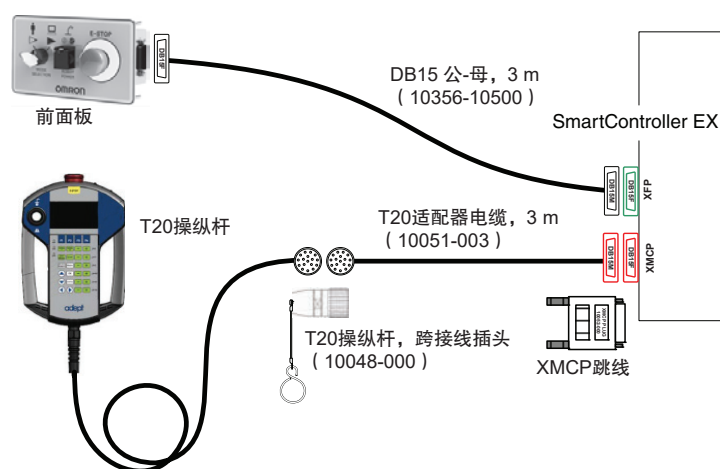 E-STOP
OMRON
DB15F
前面板
DB15 公-母，3 m
（10356-10500）
SmartController EX
DB15M
DB15F
XFP
T20操纵杆
T20适配器电缆，3 m
（10051-003）
DB15M
DB15F
XMCP
adept
T20操纵杆，跨接线插头
（10048-000）
XMCP跳线